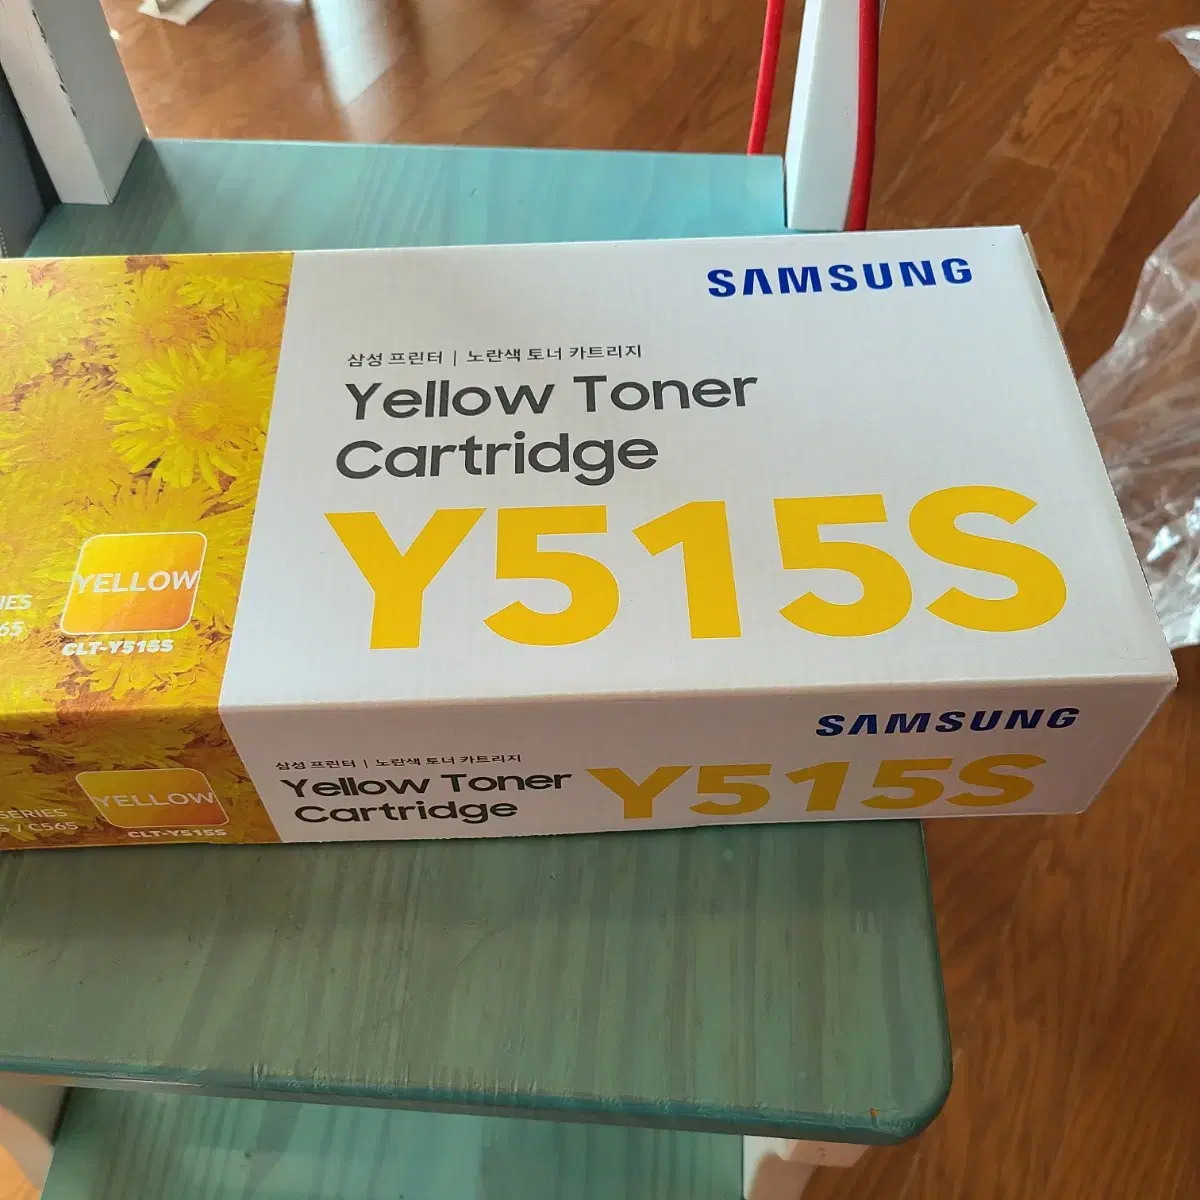 SAMSUNG
삼성 프린터 | 노란색 토너 카트리지
Yellow Toner
Cartridge
Y515S
YELLOW
CLT-Y515S
SAMSUNG
삼성 프린터 | 노란색 토너 카트리지
Yellow Toner
Cartridge
Y515S
SERIES
/ C565
YELLOW
CLT-Y515S